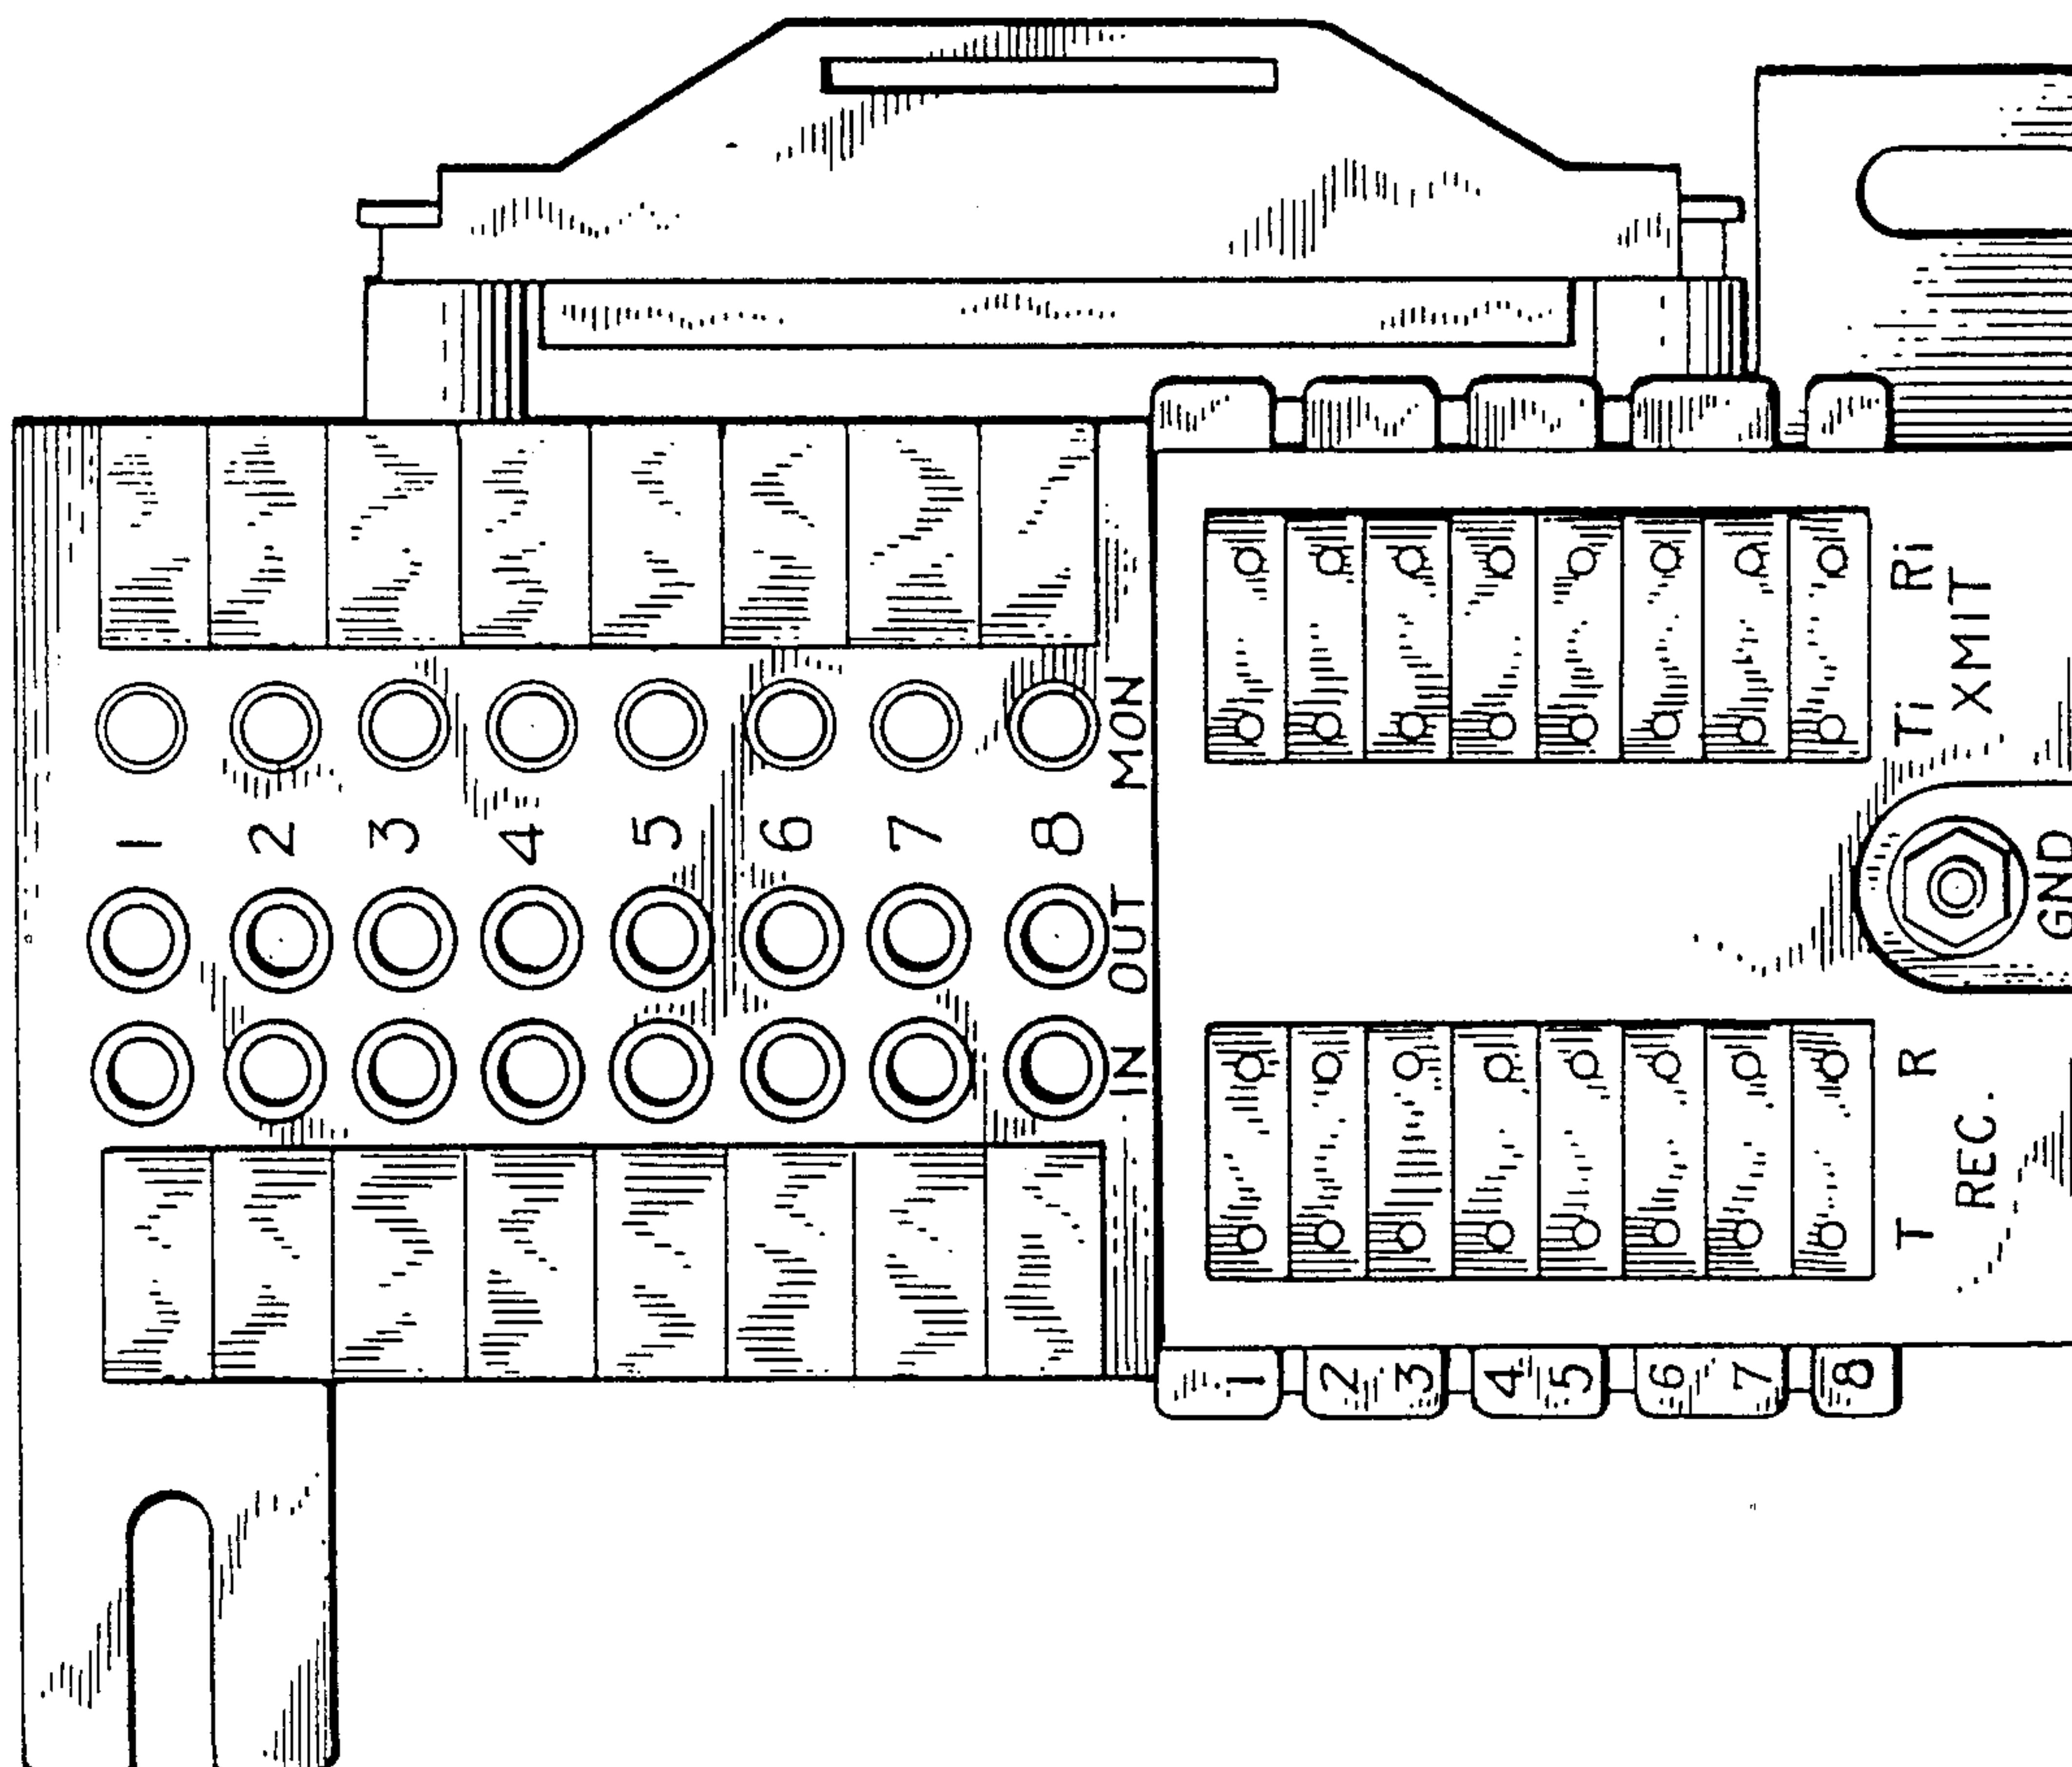 1 2 3 4 5 6 7 8
MON
OUT
IN
Ri
Ti
XMIT
GND
R
T
REC.
1 2 3 4 5 6 7 8